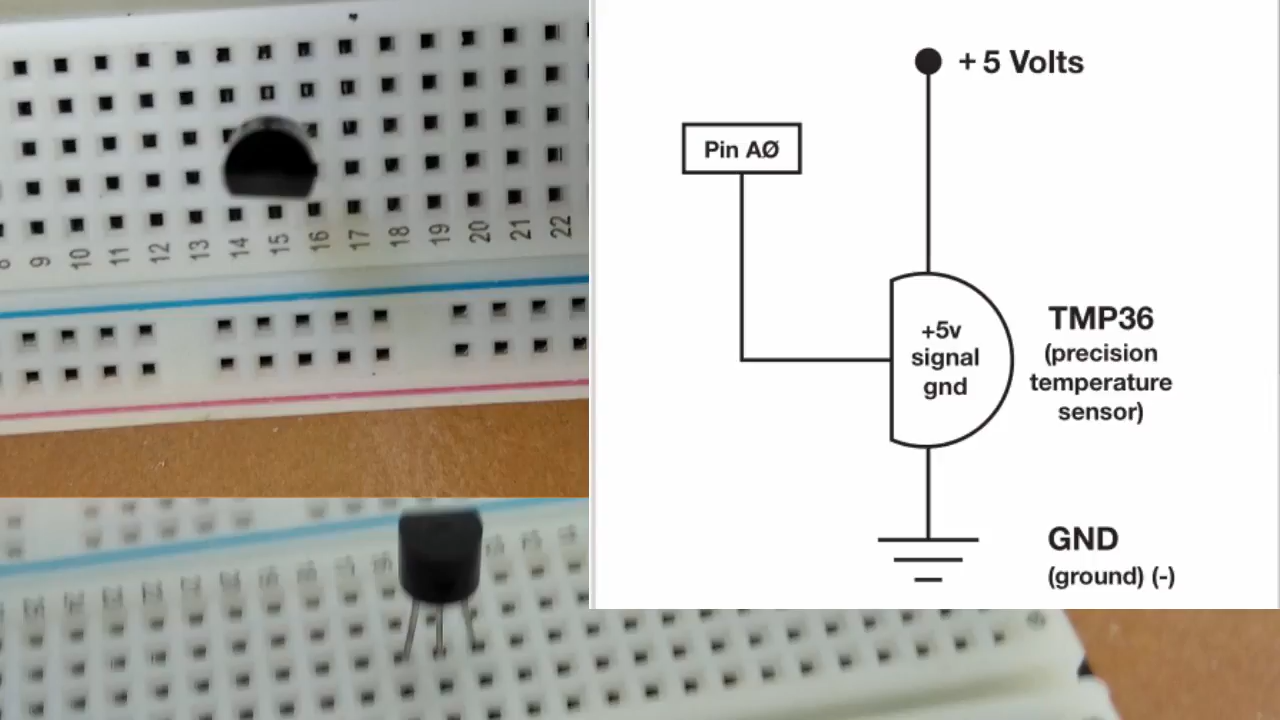 8 9 10 11 12 13 14 15 16 17 18 19 20 21 22
+ 5 Volts
Pin AØ
+5v
signal
gnd
TMP36
(precision
temperature
sensor)
GND
(ground) (-)